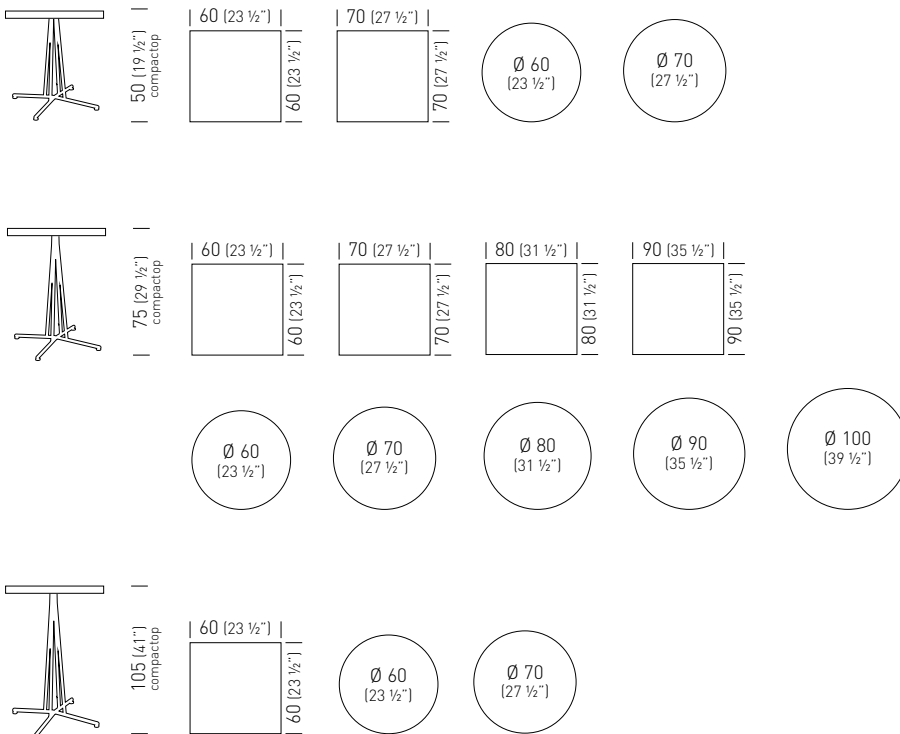 60 (23 ½")
70 (27 ½")
50 (19 ½")
compactop
60 (23 ½")
70 (27 ½")
Ø 60
(23 ½")
Ø 70
(27 ½")
60 (23 ½")
70 (27 ½")
80 (31 ½")
90 (35 ½")
75 (29 ½")
compactop
60 (23 ½")
70 (27 ½")
80 (31 ½")
90 (35 ½")
Ø 60
(23 ½")
Ø 70
(27 ½")
Ø 80
(31 ½")
Ø 90
(35 ½")
Ø 100
(39 ½")
60 (23 ½")
105 (41")
compactop
60 (23 ½")
Ø 60
(23 ½")
Ø 70
(27 ½")